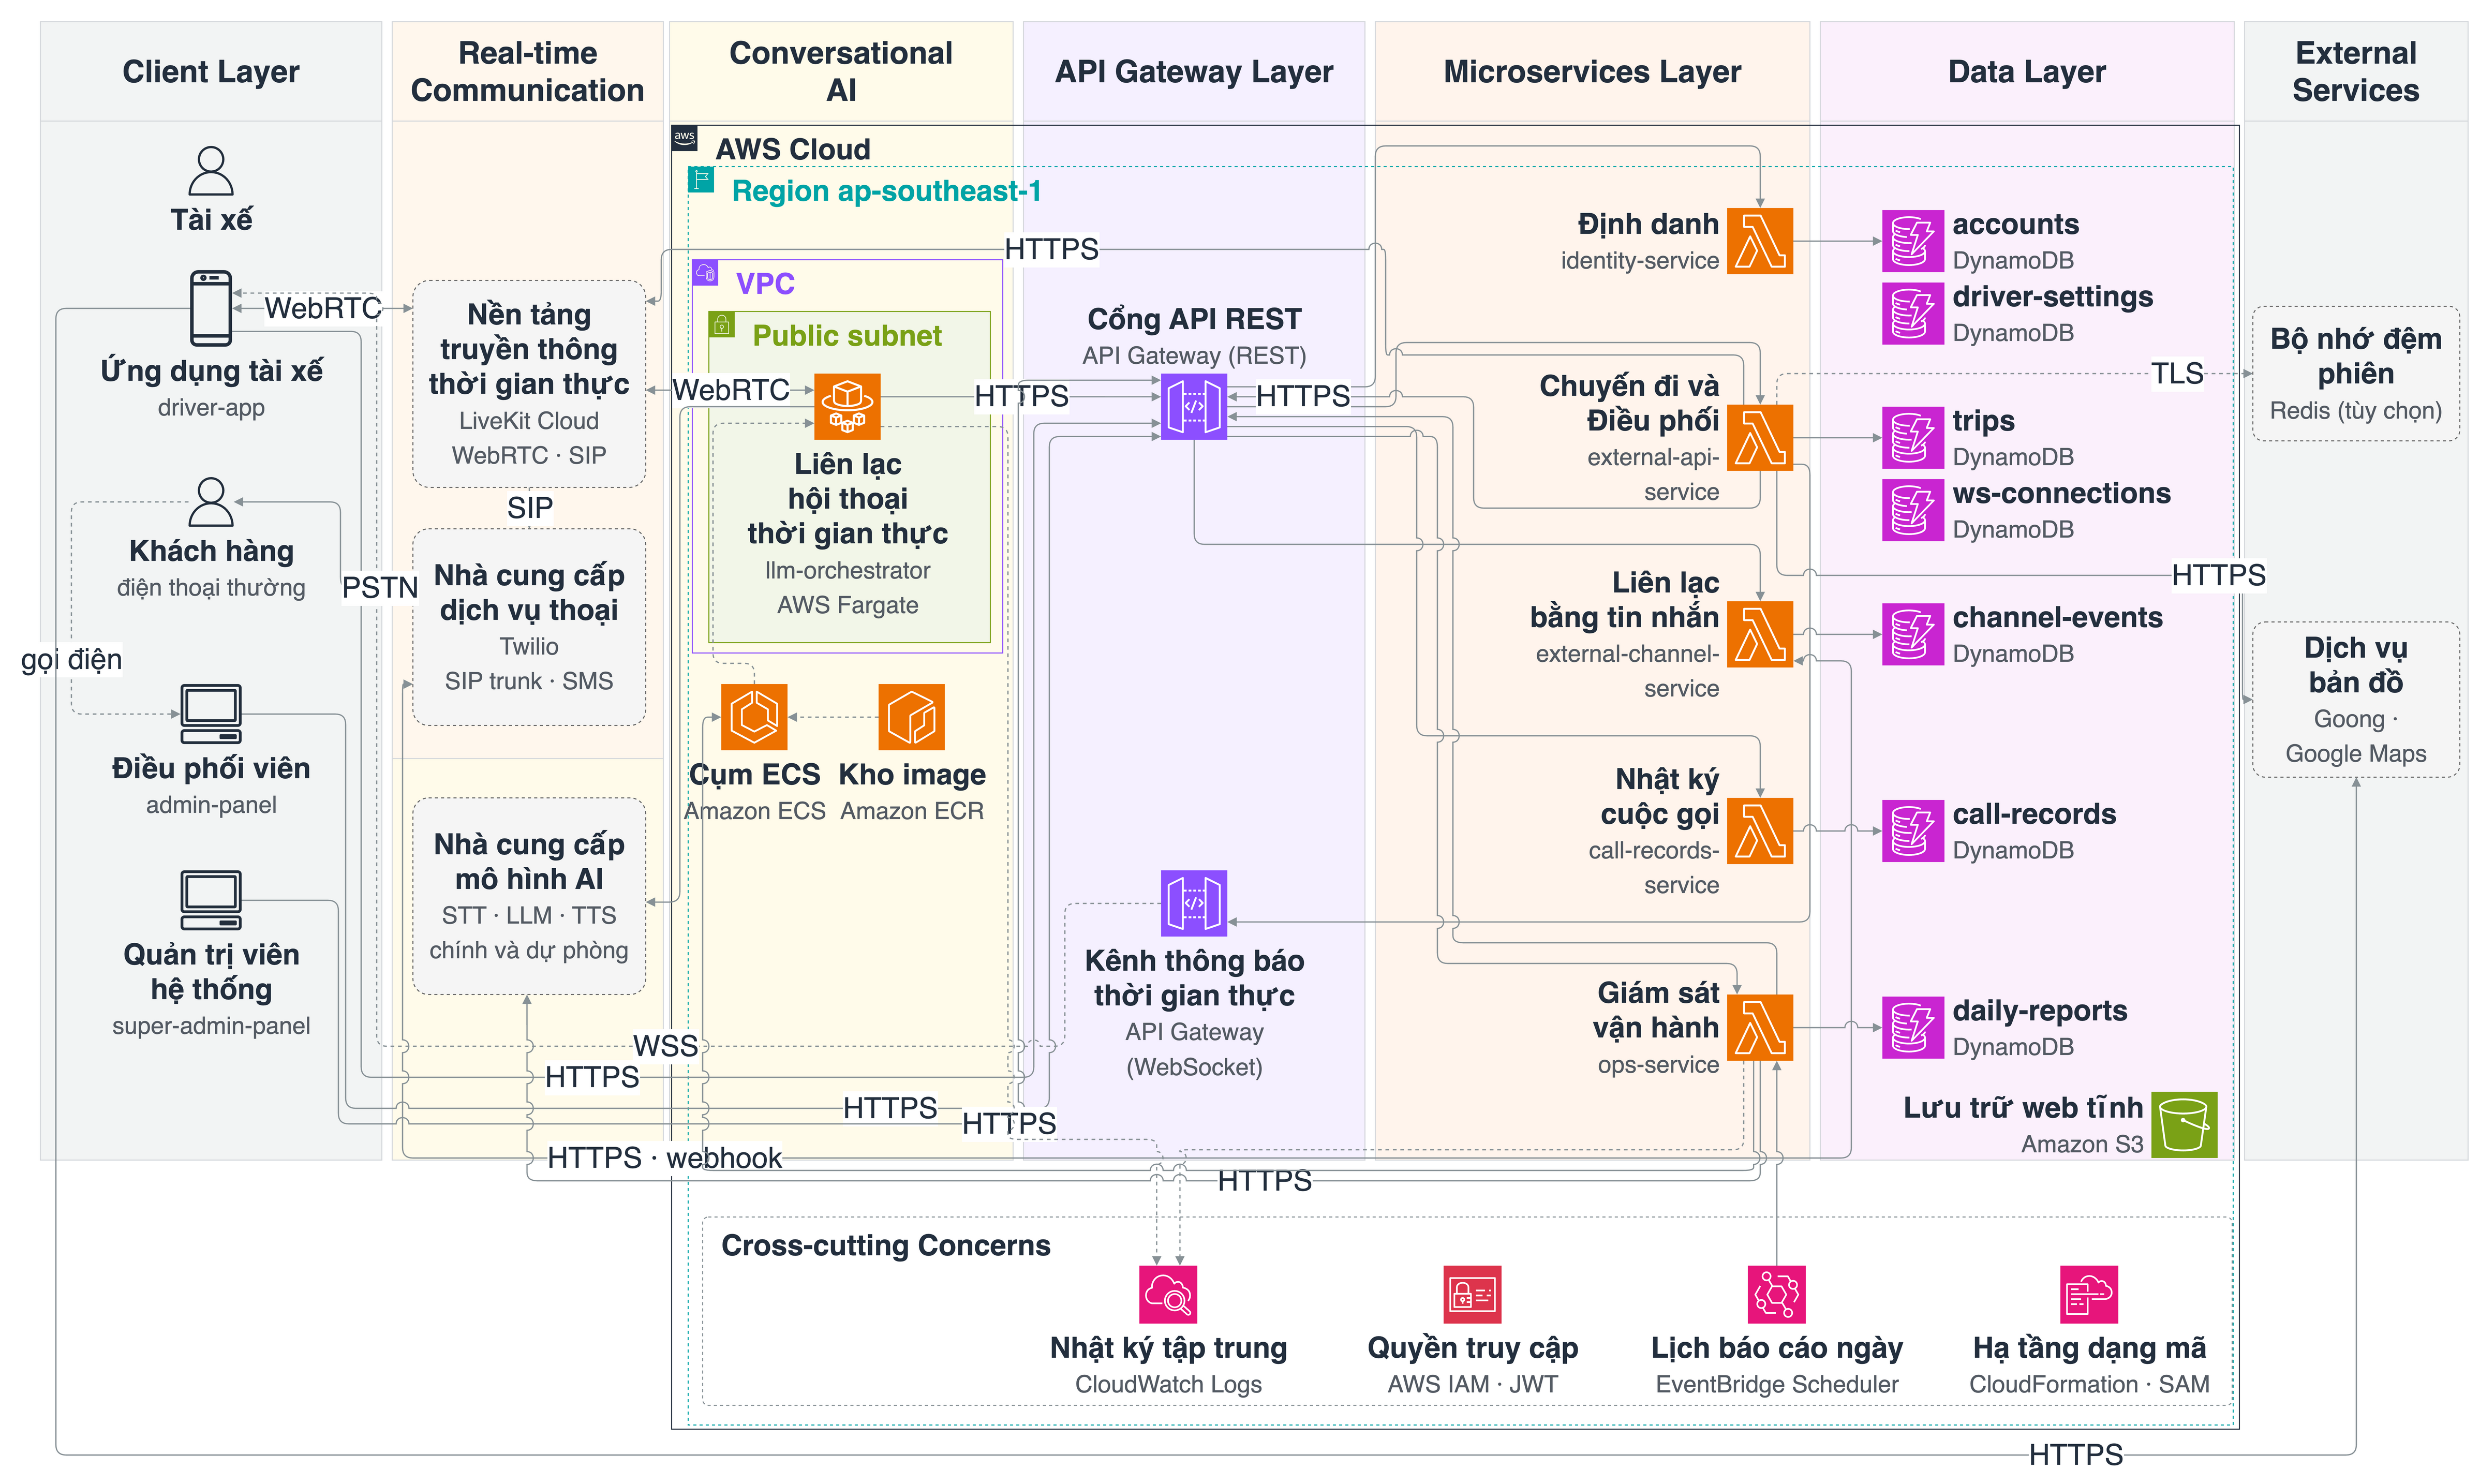 Client Layer
Real-time
Communication
Conversational
AI
API Gateway Layer
Microservices Layer
Data Layer
External
Services
Tài xế
Ứng dụng tài xế
driver-app
Khách hàng
điện thoại thường
gọi điện
Điều phối viên
admin-panel
Quản trị viên
hệ thống
super-admin-panel
WebRTC
PSTN
Nền tảng
truyền thông
thời gian thực
LiveKit Cloud
WebRTC · SIP
SIP
Nhà cung cấp
dịch vụ thoại
Twilio
SIP trunk · SMS
Nhà cung cấp
mô hình AI
STT · LLM · TTS
chính và dự phòng
aws
AWS Cloud
Region ap-southeast-1
HTTPS
VPC
Public subnet
WebRTC
HTTPS
Liên lạc
hội thoại
thời gian thực
llm-orchestrator
AWS Fargate
Cụm ECS
Amazon ECS
Kho image
Amazon ECR
Cổng API REST
API Gateway (REST)
HTTPS
Kênh thông báo
thời gian thực
API Gateway
(WebSocket)
WSS
HTTPS
HTTPS
HTTPS
HTTPS · webhook
HTTPS
Định danh
identity-service
Chuyến đi và
Điều phối
external-api-
service
Liên lạc
bằng tin nhắn
external-channel-
service
Nhật ký
cuộc gọi
call-records-
service
Giám sát
vận hành
ops-service
accounts
DynamoDB
driver-settings
DynamoDB
TLS
trips
DynamoDB
ws-connections
DynamoDB
HTTPS
channel-events
DynamoDB
call-records
DynamoDB
daily-reports
DynamoDB
Lưu trữ web tĩnh
Amazon S3
Bộ nhớ đệm
phiên
Redis (tùy chọn)
Dịch vụ
bản đồ
Goong ·
Google Maps
Cross-cutting Concerns
Nhật ký tập trung
CloudWatch Logs
Quyền truy cập
AWS IAM · JWT
Lịch báo cáo ngày
EventBridge Scheduler
Hạ tầng dạng mã
CloudFormation · SAM
HTTPS